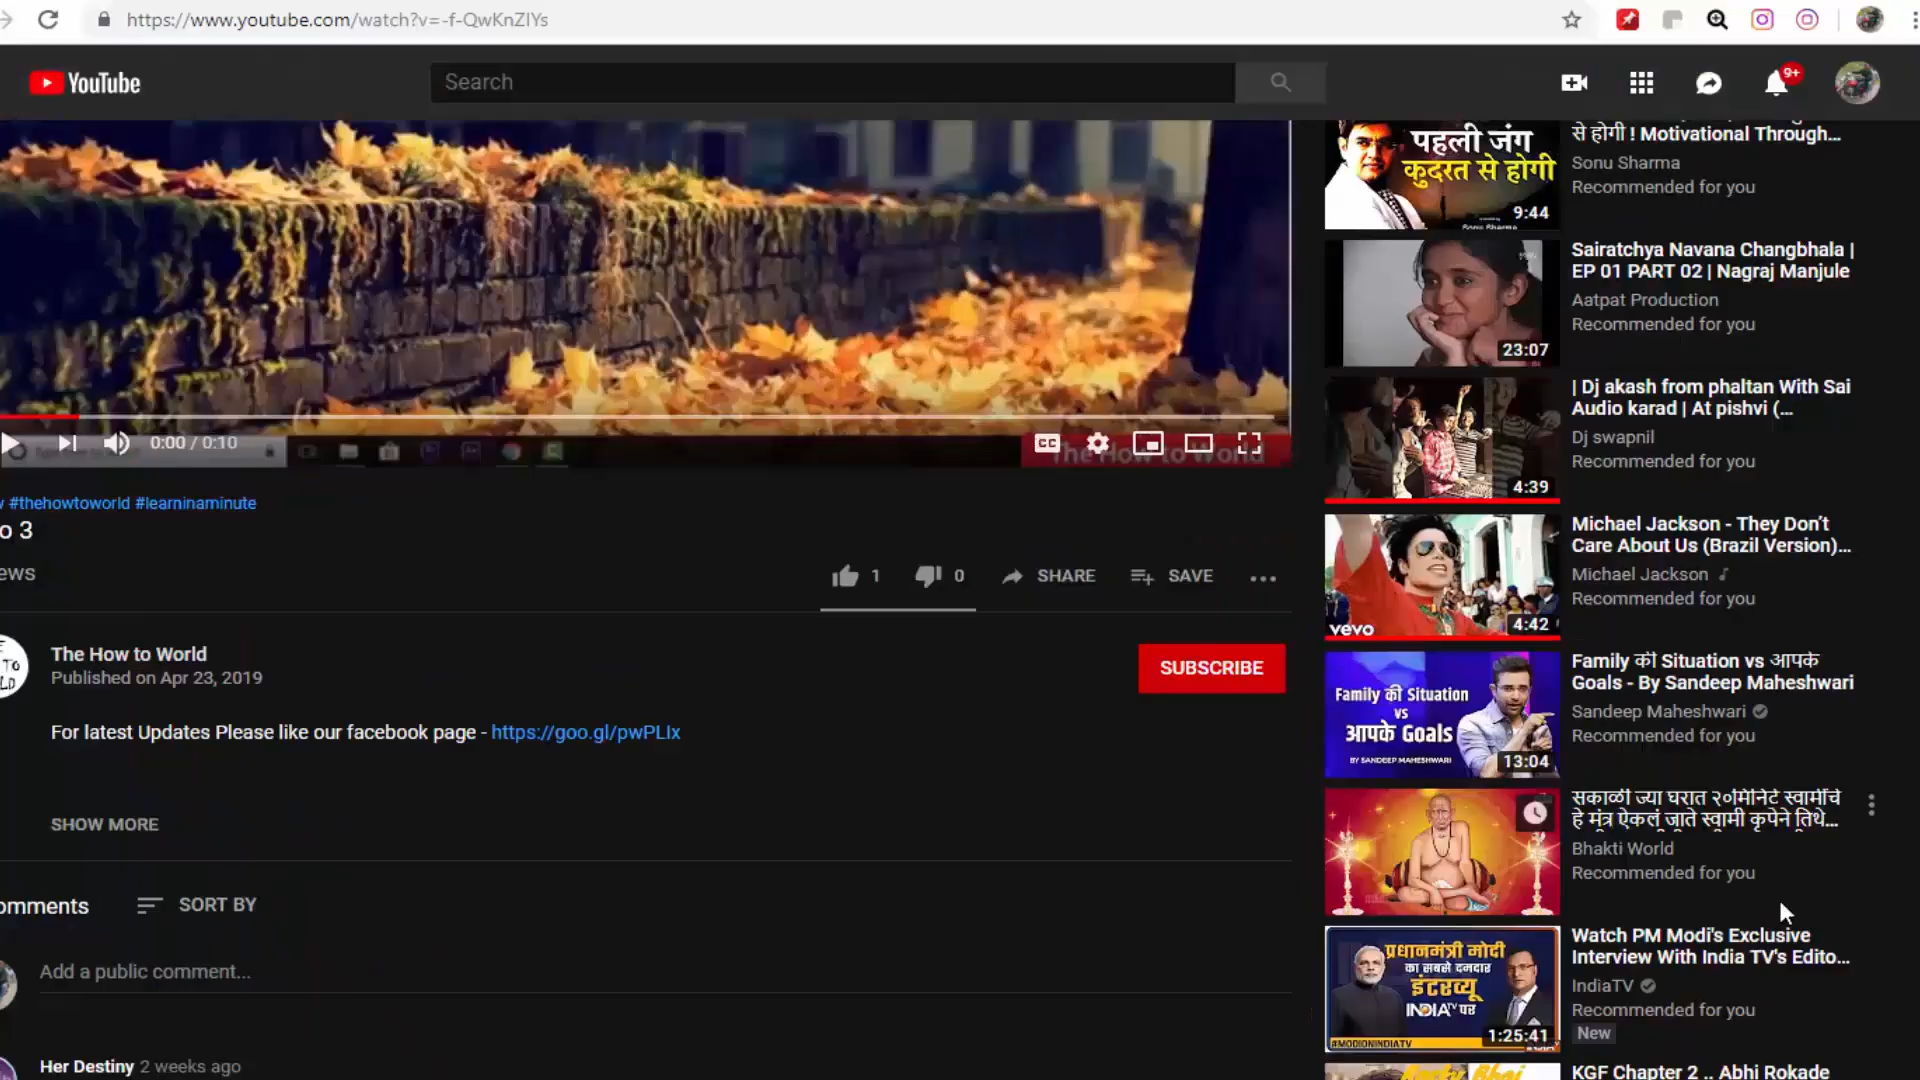 https://www.youtube.com/watch?v=-f-QwKnZlYs
YouTube
Search
9+
0:00 / 0:10
CC
The How to World
#thehowtoworld #learninaminute
o 3
ews
1
0
SHARE
SAVE
The How to World
Published on Apr 23, 2019
SUBSCRIBE
For latest Updates Please like our facebook page - https://goo.gl/pwPLIx
SHOW MORE
omments
SORT BY
Add a public comment...
Her Destiny 2 weeks ago
पहली जंग
कुदरत से होगी
9:44
Sonu Sharma
से होगी ! Motivational Through...
Sonu Sharma
Recommended for you
23:07
Sairatchya Navana Changbhala |
EP 01 PART 02 | Nagraj Manjule
Aatpat Production
Recommended for you
4:39
| Dj akash from phaltan With Sai
Audio karad | At pishvi (...
Dj swapnil
Recommended for you
vevo
4:42
Michael Jackson - They Don't
Care About Us (Brazil Version)...
Michael Jackson
Recommended for you
Family की Situation
vs
आपके Goals
BY SANDEEP MAHESHWARI
13:04
Family की Situation vs आपके
Goals - By Sandeep Maheshwari
Sandeep Maheshwari
Recommended for you
सकाळी ज्या घरात २०मिनिटे स्वामींचे
हे मंत्र ऐकलं जाते स्वामी कृपेने तिथे...
Bhakti World
Recommended for you
प्रधानमंत्री मोदी
का सबसे दमदार
इंटरव्यू
INDIA TV पर
#MODIONINDIATV
1:25:41
Watch PM Modi's Exclusive
Interview With India TV's Edito...
IndiaTV
Recommended for you
New
KGF Chapter 2 .. Abhi Rokade